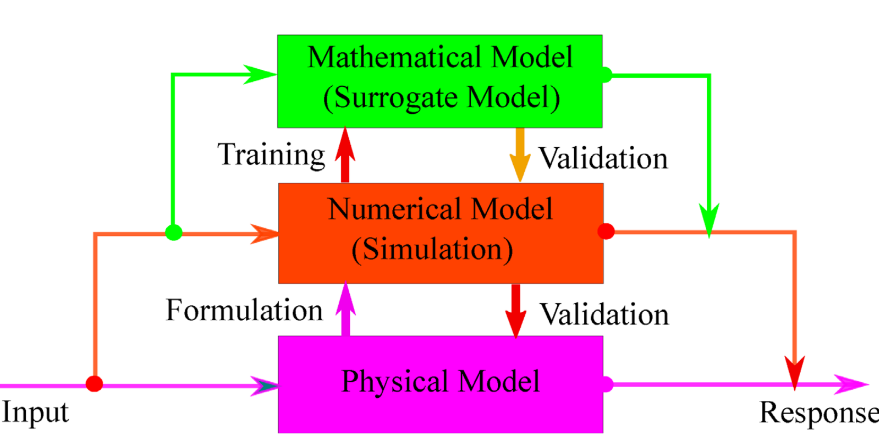 Mathematical Model
(Surrogate Model)
Training
Validation
Numerical Model
(Simulation)
Formulation
Validation
Physical Model
Input
Response